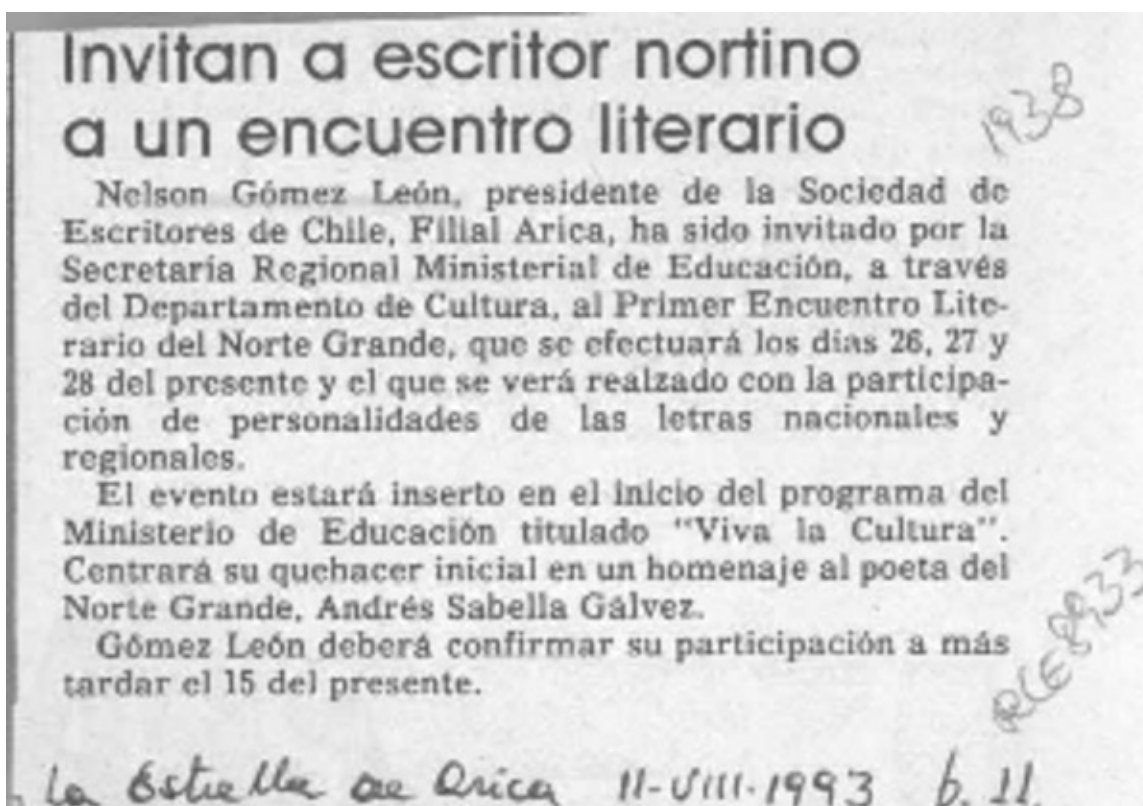 Invitan a escritor nortino
a un encuentro literario
1938
Nelson Gómez León, presidente de la Sociedad de
Escritores de Chile, Filial Arica, ha sido invitado por la
Secretaría Regional Ministerial de Educación, a través
del Departamento de Cultura, al Primer Encuentro Lite-
rario del Norte Grande, que se efectuará los días 26, 27 y
28 del presente y el que se verá realzado con la participa-
ción de personalidades de las letras nacionales y
regionales.
El evento estará inserto en el inicio del programa del
Ministerio de Educación titulado "Viva la Cultura".
Centrará su quehacer inicial en un homenaje al poeta del
Norte Grande, Andrés Sabella Gálvez.
Gómez León deberá confirmar su participación a más
tardar el 15 del presente.
La Estrella de Arica 11-VIII-1993 p. 11